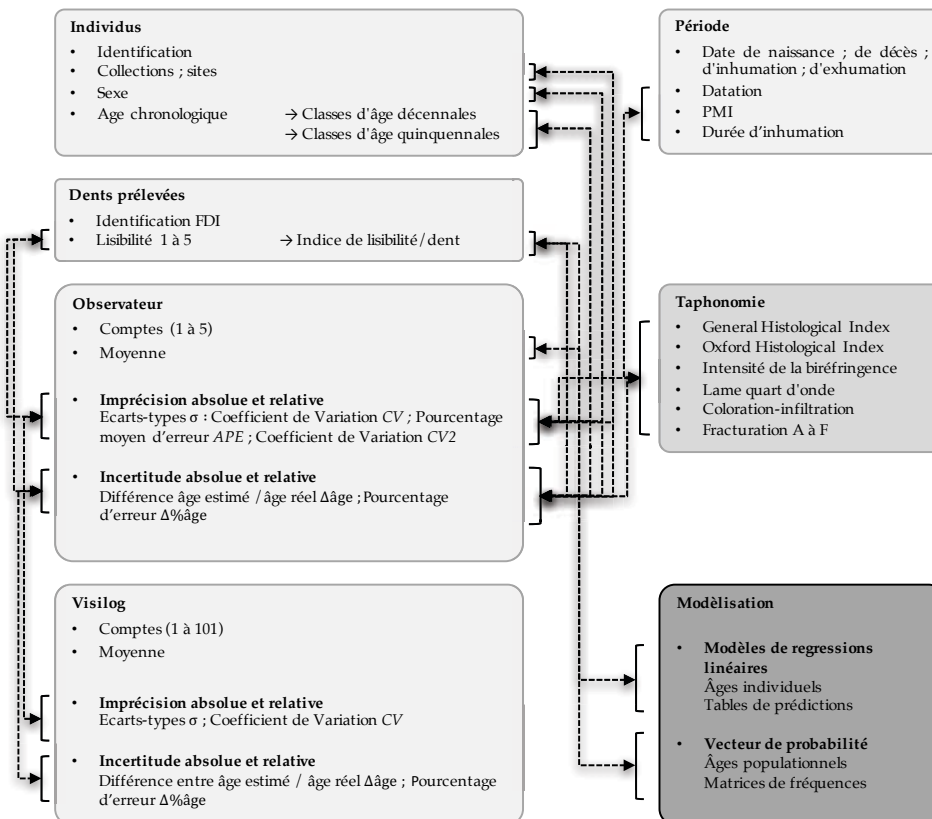 Individus
• Identification
• Collections ; sites
• Sexe
• Age chronologique → Classes d'âge décennales
→ Classes d'âge quinquennales
Dents prélevées
• Identification FDI
• Lisibilité 1 à 5 → Indice de lisibilité/dent
Observateur
• Comptes (1 à 5)
• Moyenne
• Imprécision absolue et relative
Ecarts-types σ : Coefficient de Variation CV ; Pourcentage
moyen d'erreur APE ; Coefficient de Variation CV2
• Incertitude absolue et relative
Différence âge estimé /âge réel Δâge ; Pourcentage
d'erreur Δ%âge
Visilog
• Comptes (1 à 101)
• Moyenne
• Imprécision absolue et relative
Ecarts-types σ ; Coefficient de Variation CV
• Incertitude absolue et relative
Différence entre âge estimé / âge réel Δâge ; Pourcentage
d'erreur Δ%âge
Période
• Date de naissance ; de décès ;
d'inhumation ; d'exhumation
• Datation
• PMI
• Durée d'inhumation
Taphonomie
• General Histological Index
• Oxford Histological Index
• Intensité de la biréfringence
• Lame quart d'onde
• Coloration-infiltration
• Fracturation A à F
Modèlisation
• Modèles de regressions
linéaires
Âges individuels
Tables de prédictions
• Vecteur de probabilité
Âges populationnels
Matrices de fréquences